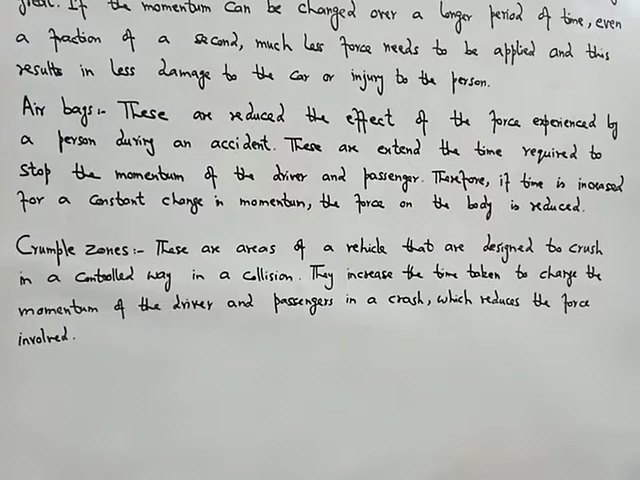 great. If the momentum can be changed over a longer period of time, even
a fraction of a second, much less force needs to be applied and this
results in less damage to the car or injury to the person.
Air bags:- These are reduced the effect of the force experienced by
a person during an accident. These are extend the time required to
stop the momentum of the driver and passenger. Therefore, if time is increased
for a constant change in momentum, the force on the body is reduced.
Crumple zones:- These are areas of a vehicle that are designed to crush
in a controlled way in a collision. They increase the time taken to change the
momentum of the driver and passengers in a crash, which reduces the force
involved.